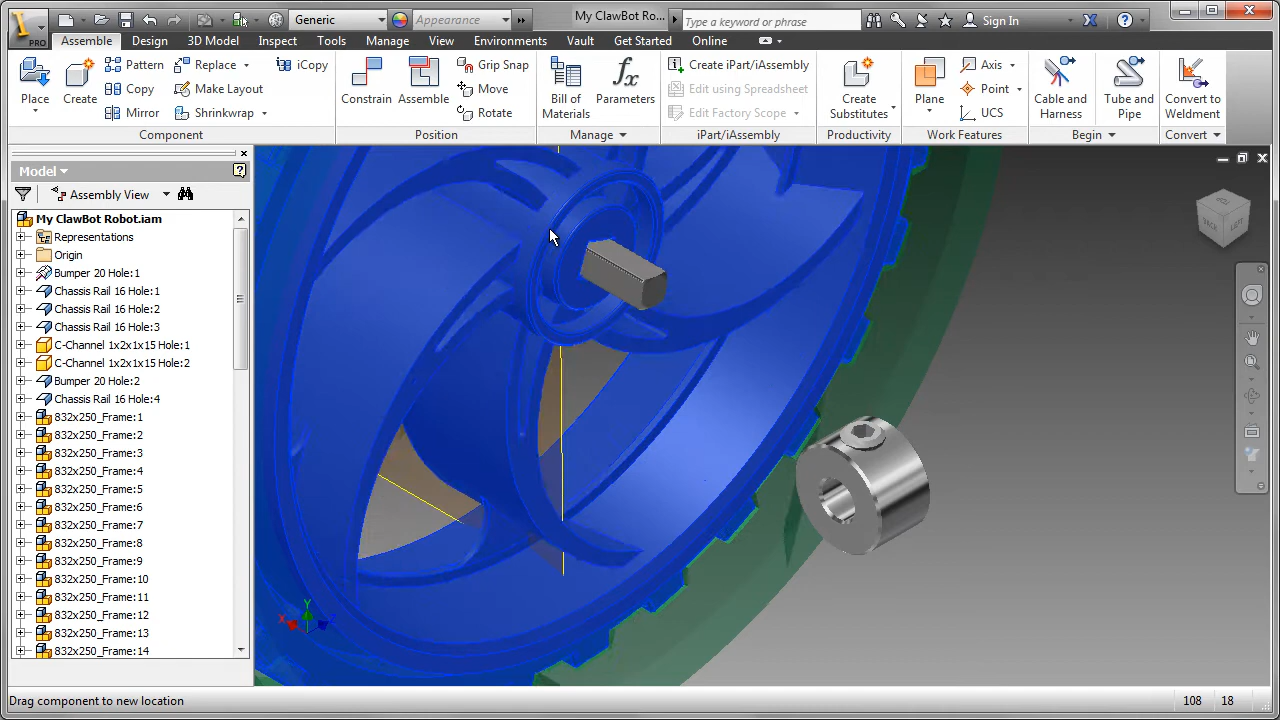 Generic
Appearance
My ClawBot Ro...
Type a keyword or phrase
Sign In
PRO
Assemble Design 3D Model Inspect Tools Manage View Environments Vault Get Started Online
Place
Create
Pattern
Copy
Mirror
Replace
Make Layout
Shrinkwrap
iCopy
Constrain
Assemble
Grip Snap
Move
Rotate
Bill of Materials
fx
Parameters
Create iPart/iAssembly
Edit using Spreadsheet
Edit Factory Scope
Create Substitutes
Plane
Axis
Point
UCS
Cable and Harness
Tube and Pipe
Convert to Weldment
Component Position Manage iPart/iAssembly Productivity Work Features Begin Convert
Model
Assembly View
My ClawBot Robot.iam
Representations
Origin
Bumper 20 Hole:1
Chassis Rail 16 Hole:1
Chassis Rail 16 Hole:2
Chassis Rail 16 Hole:3
C-Channel 1x2x1x15 Hole:1
C-Channel 1x2x1x15 Hole:2
Bumper 20 Hole:2
Chassis Rail 16 Hole:4
832x250_Frame:1
832x250_Frame:2
832x250_Frame:3
832x250_Frame:4
832x250_Frame:5
832x250_Frame:6
832x250_Frame:7
832x250_Frame:8
832x250_Frame:9
832x250_Frame:10
832x250_Frame:11
832x250_Frame:12
832x250_Frame:13
832x250_Frame:14
Y
X
BACK
Drag component to new location
108 18